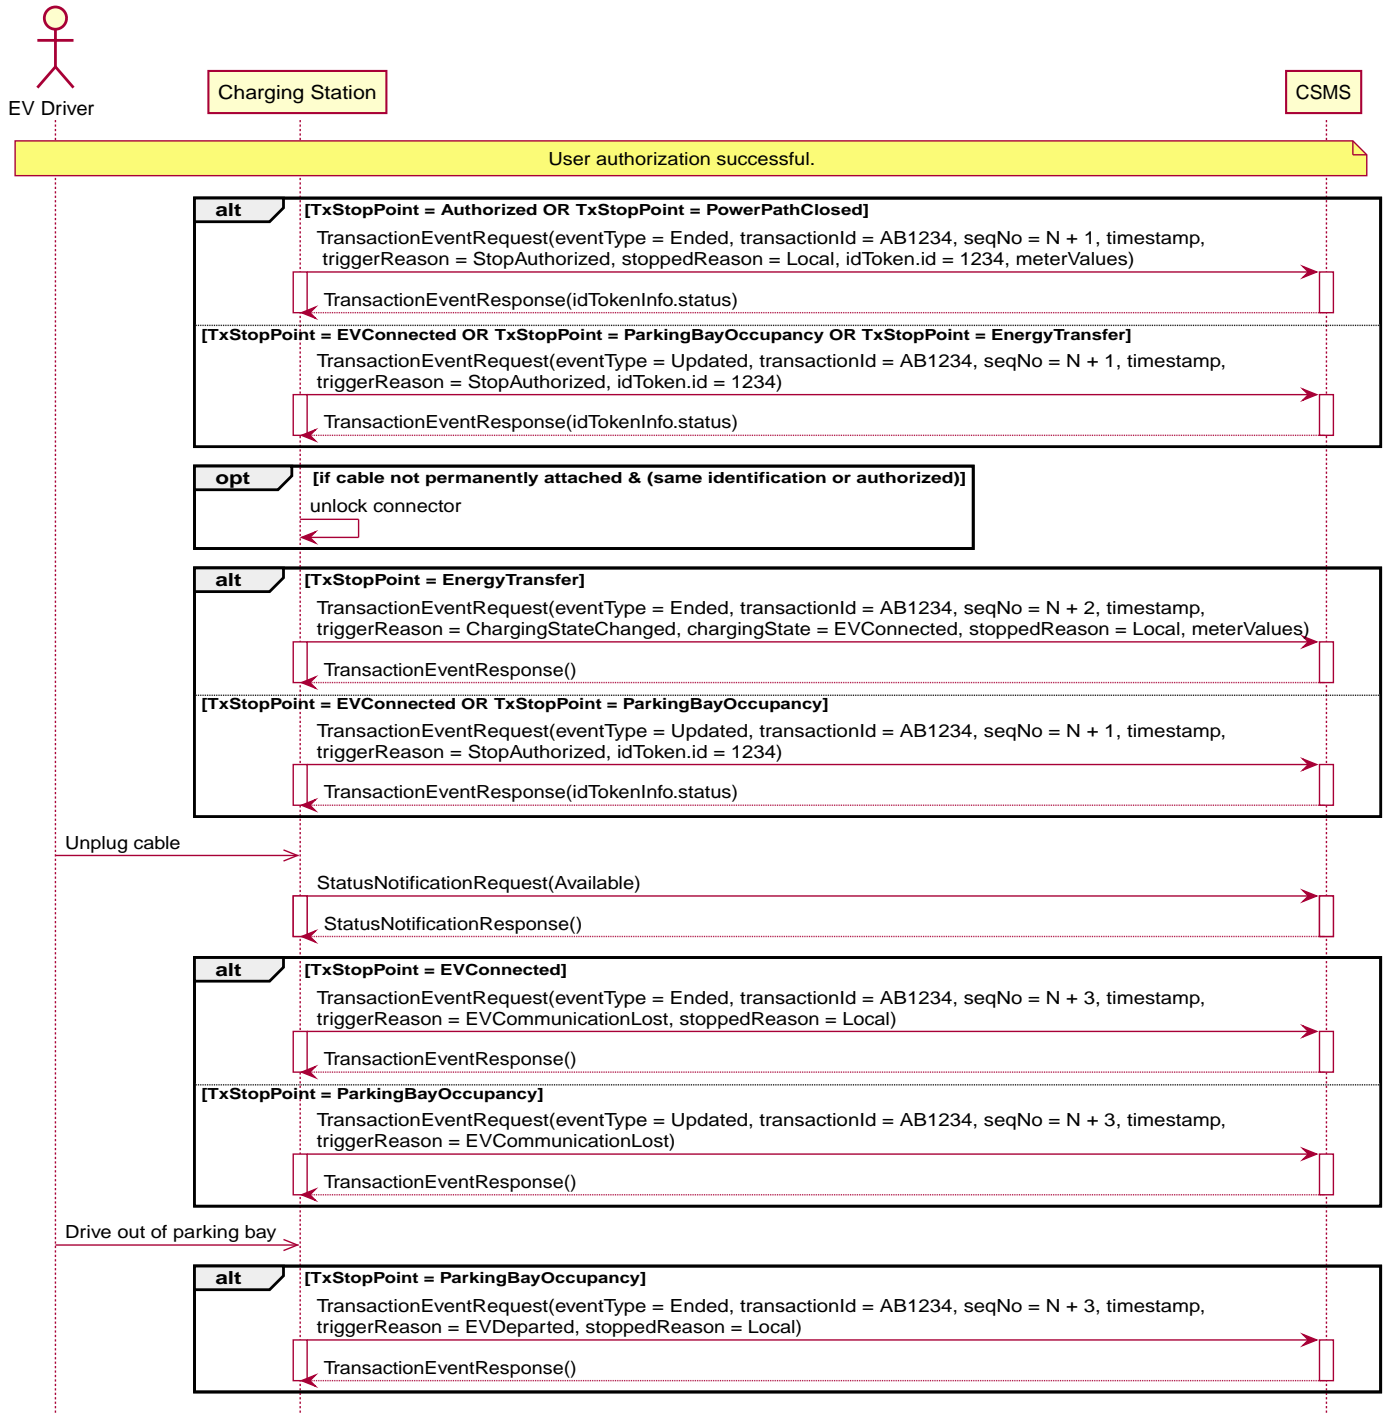 EV Driver
Charging Station
CSMS
User authorization successful.
alt
[TxStopPoint = Authorized OR TxStopPoint = PowerPathClosed]
TransactionEventRequest(eventType = Ended, transactionId = AB1234, seqNo = N + 1, timestamp,
triggerReason = StopAuthorized, stoppedReason = Local, idToken.id = 1234, meterValues)
TransactionEventResponse(idTokenInfo.status)
[TxStopPoint = EVConnected OR TxStopPoint = ParkingBayOccupancy OR TxStopPoint = EnergyTransfer]
TransactionEventRequest(eventType = Updated, transactionId = AB1234, seqNo = N + 1, timestamp,
triggerReason = StopAuthorized, idToken.id = 1234)
TransactionEventResponse(idTokenInfo.status)
opt
[if cable not permanently attached & (same identification or authorized)]
unlock connector
alt
[TxStopPoint = EnergyTransfer]
TransactionEventRequest(eventType = Ended, transactionId = AB1234, seqNo = N + 2, timestamp,
triggerReason = ChargingStateChanged, chargingState = EVConnected, stoppedReason = Local, meterValues)
TransactionEventResponse()
[TxStopPoint = EVConnected OR TxStopPoint = ParkingBayOccupancy]
TransactionEventRequest(eventType = Updated, transactionId = AB1234, seqNo = N + 1, timestamp,
triggerReason = StopAuthorized, idToken.id = 1234)
TransactionEventResponse(idTokenInfo.status)
Unplug cable
StatusNotificationRequest(Available)
StatusNotificationResponse()
alt
[TxStopPoint = EVConnected]
TransactionEventRequest(eventType = Ended, transactionId = AB1234, seqNo = N + 3, timestamp,
triggerReason = EVCommunicationLost, stoppedReason = Local)
TransactionEventResponse()
[TxStopPoint = ParkingBayOccupancy]
TransactionEventRequest(eventType = Updated, transactionId = AB1234, seqNo = N + 3, timestamp,
triggerReason = EVCommunicationLost)
TransactionEventResponse()
Drive out of parking bay
alt
[TxStopPoint = ParkingBayOccupancy]
TransactionEventRequest(eventType = Ended, transactionId = AB1234, seqNo = N + 3, timestamp,
triggerReason = EVDeparted, stoppedReason = Local)
TransactionEventResponse()